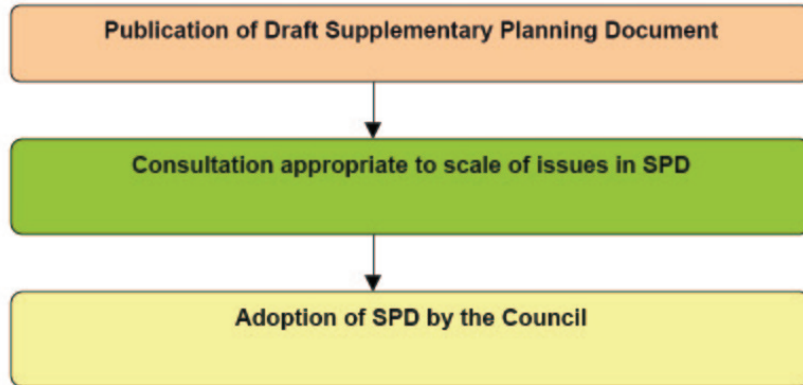 Publication of Draft Supplementary Planning Document
Consultation appropriate to scale of issues in SPD
Adoption of SPD by the Council